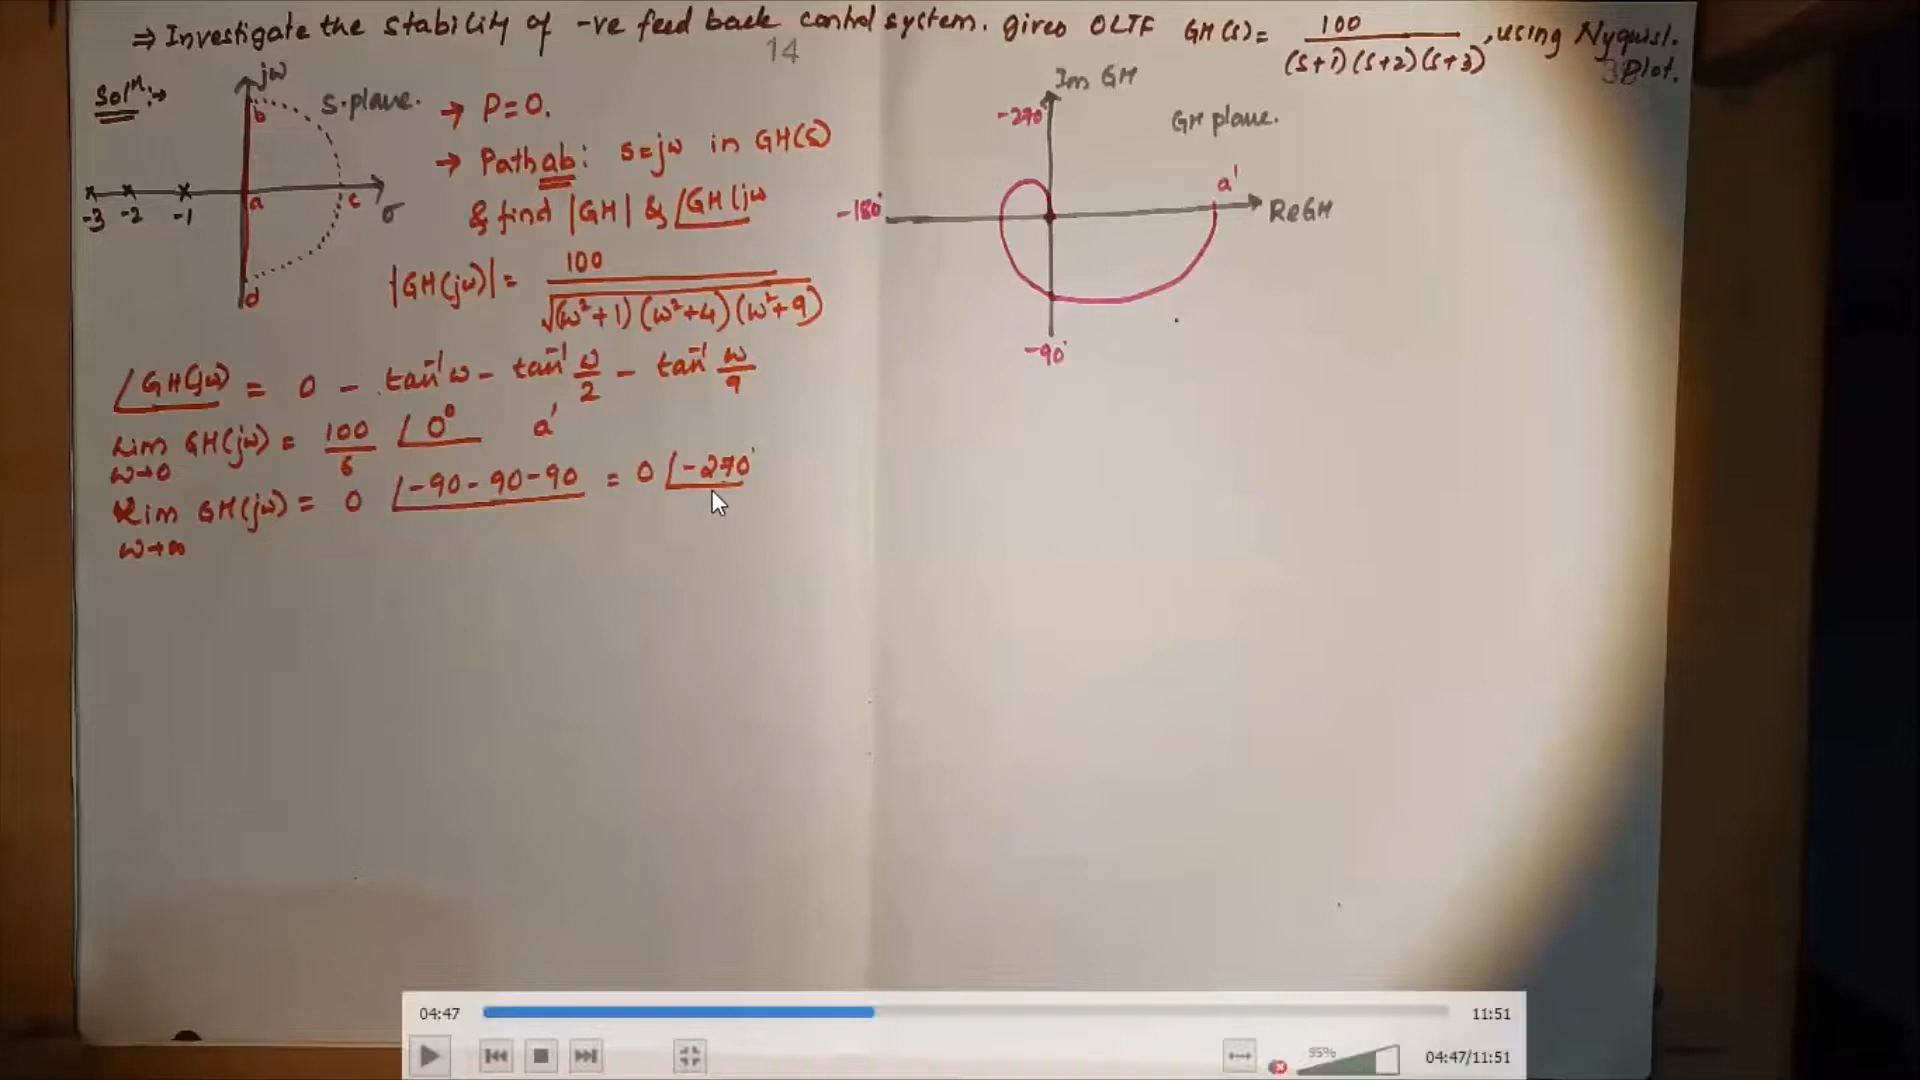 ⇒ Investigate the stability of -ve feed back control system. given OLTF GH(s) = 100 / (s+1)(s+2)(s+3), using Nyquist Plot.
14
Solⁿ:→
jω
b
S-plane.
a
c
σ
d
-3 -2 -1
→ P=0.
→ Path ab: s=jω in GH(s)
& find |GH| & ∠GH(jω
|GH(jω)| = 100 / √(ω²+1)(ω²+4)(ω²+9)
∠GH(jω) = 0 - tan⁻¹ω - tan⁻¹ ω/2 - tan⁻¹ ω/9
Lim ω→0 GH(jω) = 100/6 ∠0° a'
Lim ω→∞ GH(jω) = 0 ∠-90-90-90 = 0 ∠-270°
Im GH
-270°
GH plane.
a'
-180°
Re GH
-90°
04:47
11:51
95%
04:47/11:51